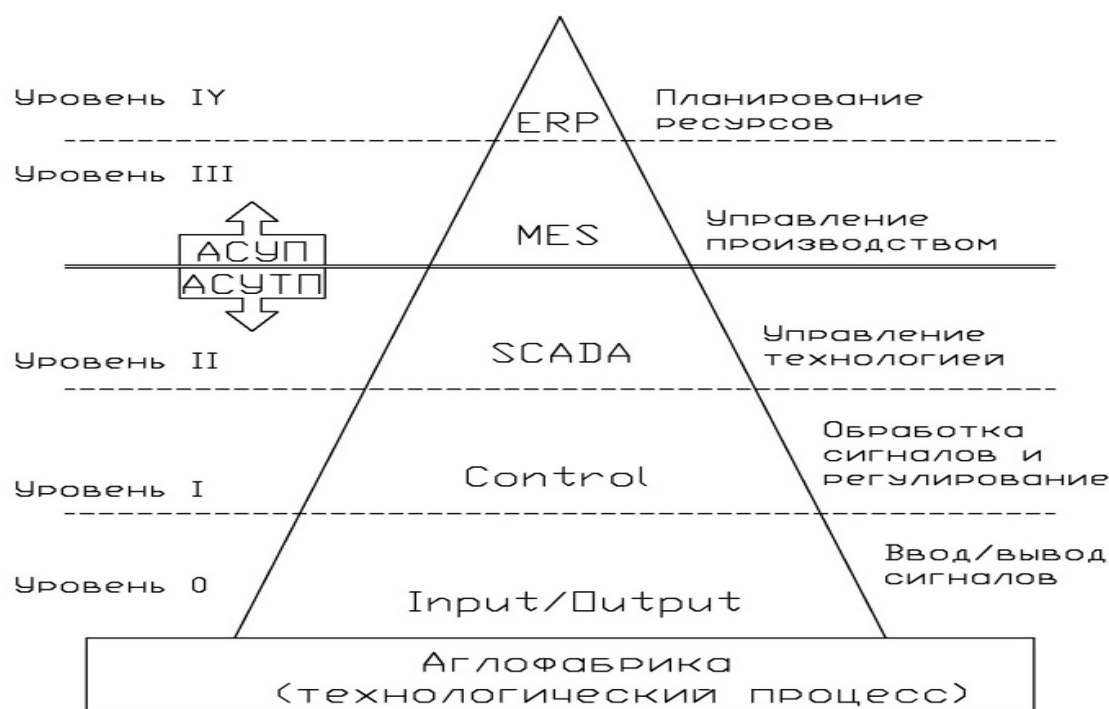 Уровень IY
ERP
Планирование
ресурсов
Уровень III
АСУП
MES
Управление
производством
АСУТП
Уровень II
SCADA
Управление
технологией
Уровень I
Control
Обработка
сигналов и
регулирование
Уровень 0
Input/Output
Ввод/вывод
сигналов
Аглофабрика
(технологический процесс)